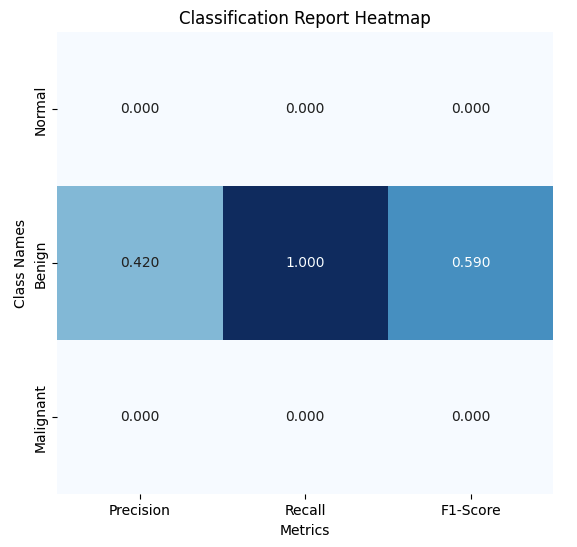 Classification Report Heatmap
Class Names
Normal
0.000 0.000 0.000
Benign
0.420 1.000 0.590
Malignant
0.000 0.000 0.000
Precision Recall F1-Score
Metrics